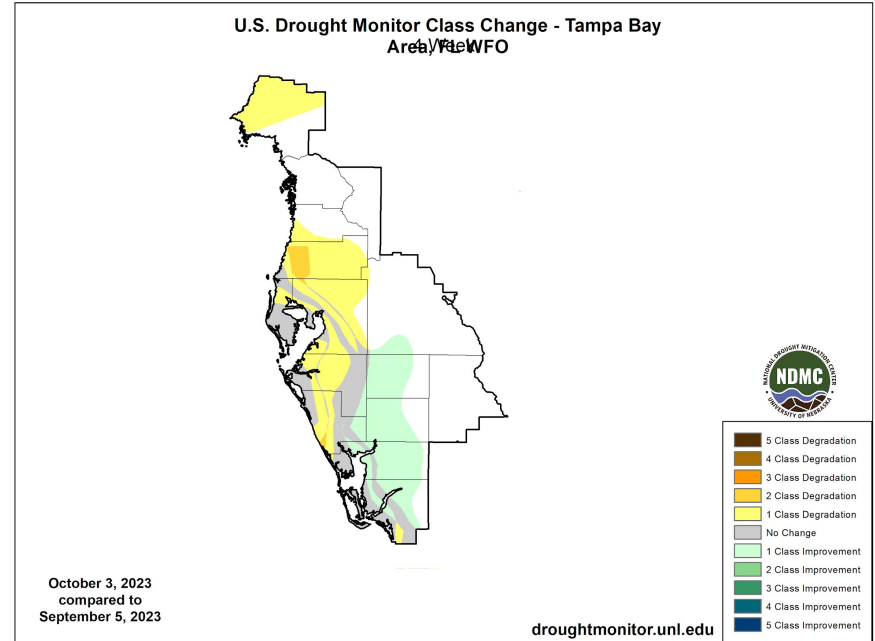 U.S. Drought Monitor Class Change - Tampa Bay
Area, FL WFO
4 Week
NATIONAL DROUGHT MITIGATION CENTER
NDMC
UNIVERSITY OF NEBRASKA
5 Class Degradation
4 Class Degradation
3 Class Degradation
2 Class Degradation
1 Class Degradation
No Change
1 Class Improvement
2 Class Improvement
3 Class Improvement
4 Class Improvement
5 Class Improvement
October 3, 2023
compared to
September 5, 2023
droughtmonitor.unl.edu